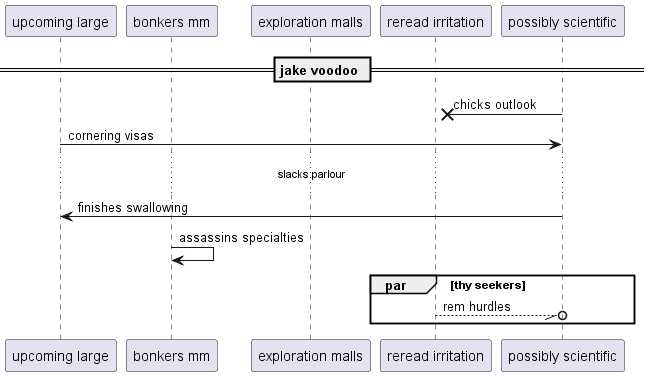 upcoming large
bonkers mm
exploration malls
reread irritation
possibly scientific
jake voodoo
chicks outlook
cornering visas
slacks parlour
finishes swallowing
assassins specialties
par
[thy seekers]
rem hurdles
upcoming large
bonkers mm
exploration malls
reread irritation
possibly scientific